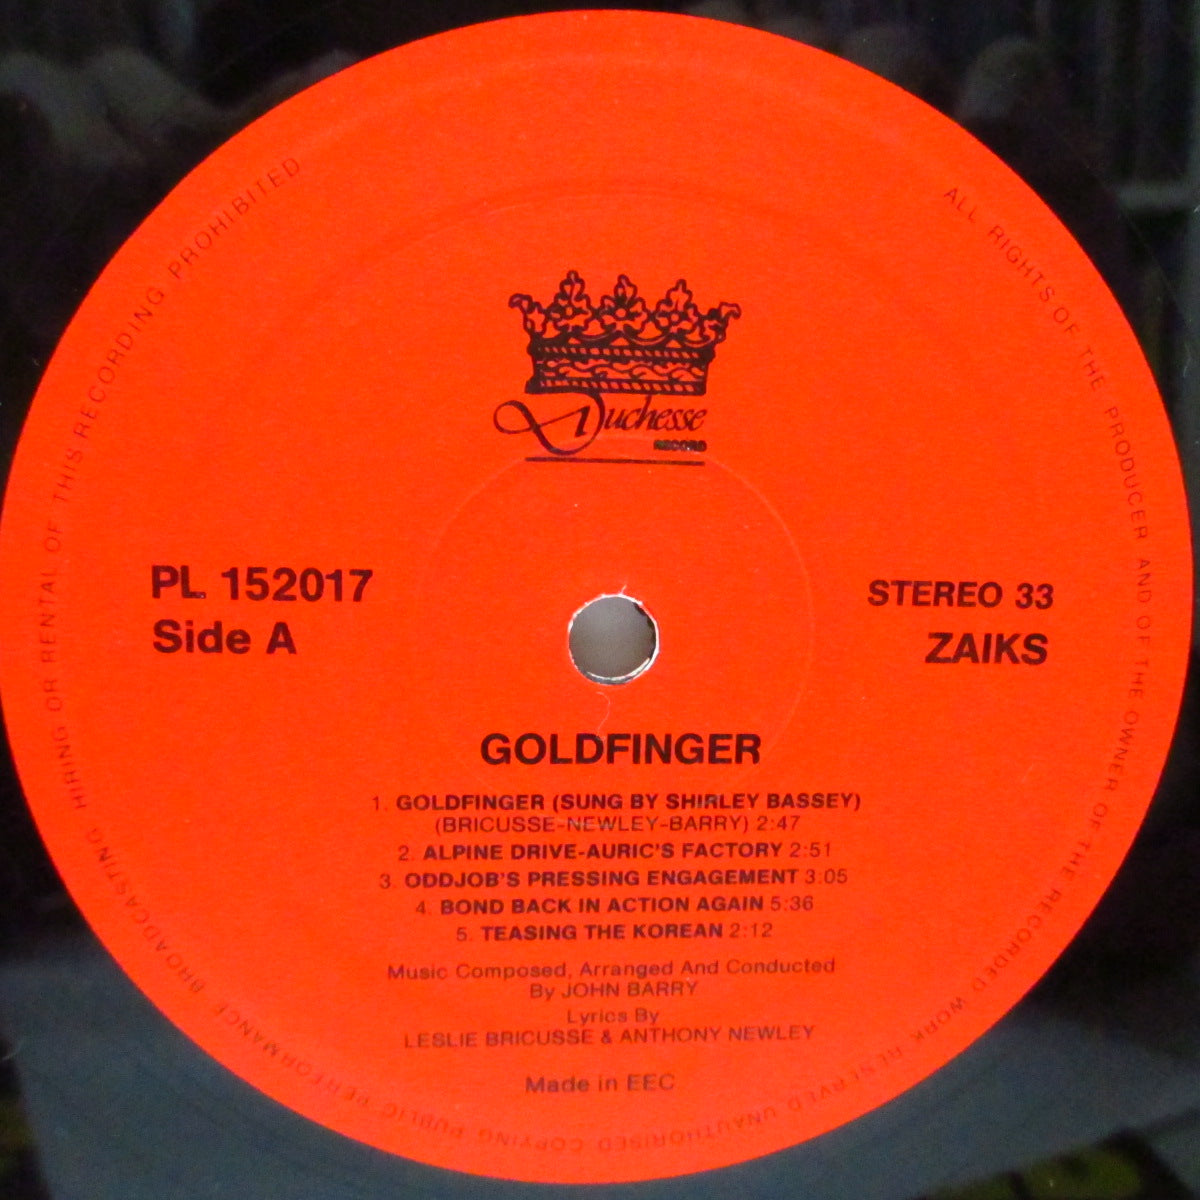 Duchesse
RECORD
PL 152017
Side A
STEREO 33
ZAIKS
GOLDFINGER
1. GOLDFINGER (SUNG BY SHIRLEY BASSEY)
(BRICUSSE-NEWLEY-BARRY) 2:47
2. ALPINE DRIVE-AURIC'S FACTORY 2:51
3. ODDJOB'S PRESSING ENGAGEMENT 3:05
4. BOND BACK IN ACTION AGAIN 5:36
5. TEASING THE KOREAN 2:12
Music Composed, Arranged And Conducted
By JOHN BARRY
Lyrics By
LESLIE BRICUSSE & ANTHONY NEWLEY
Made in EEC
ALL RIGHTS OF THE PRODUCER AND OF THE OWNER OF THE RECORDED WORK RESERVED UNAUTHORISED COPYING PUBLIC PERFORMANCE BROADCASTING HIRING OR RENTAL OF THIS RECORDING PROHIBITED